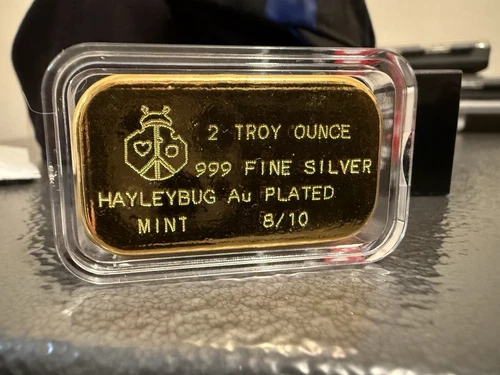 2 TROY OUNCE
999 FINE SILVER
HAYLEYBUG Au PLATED
MINT 8/10